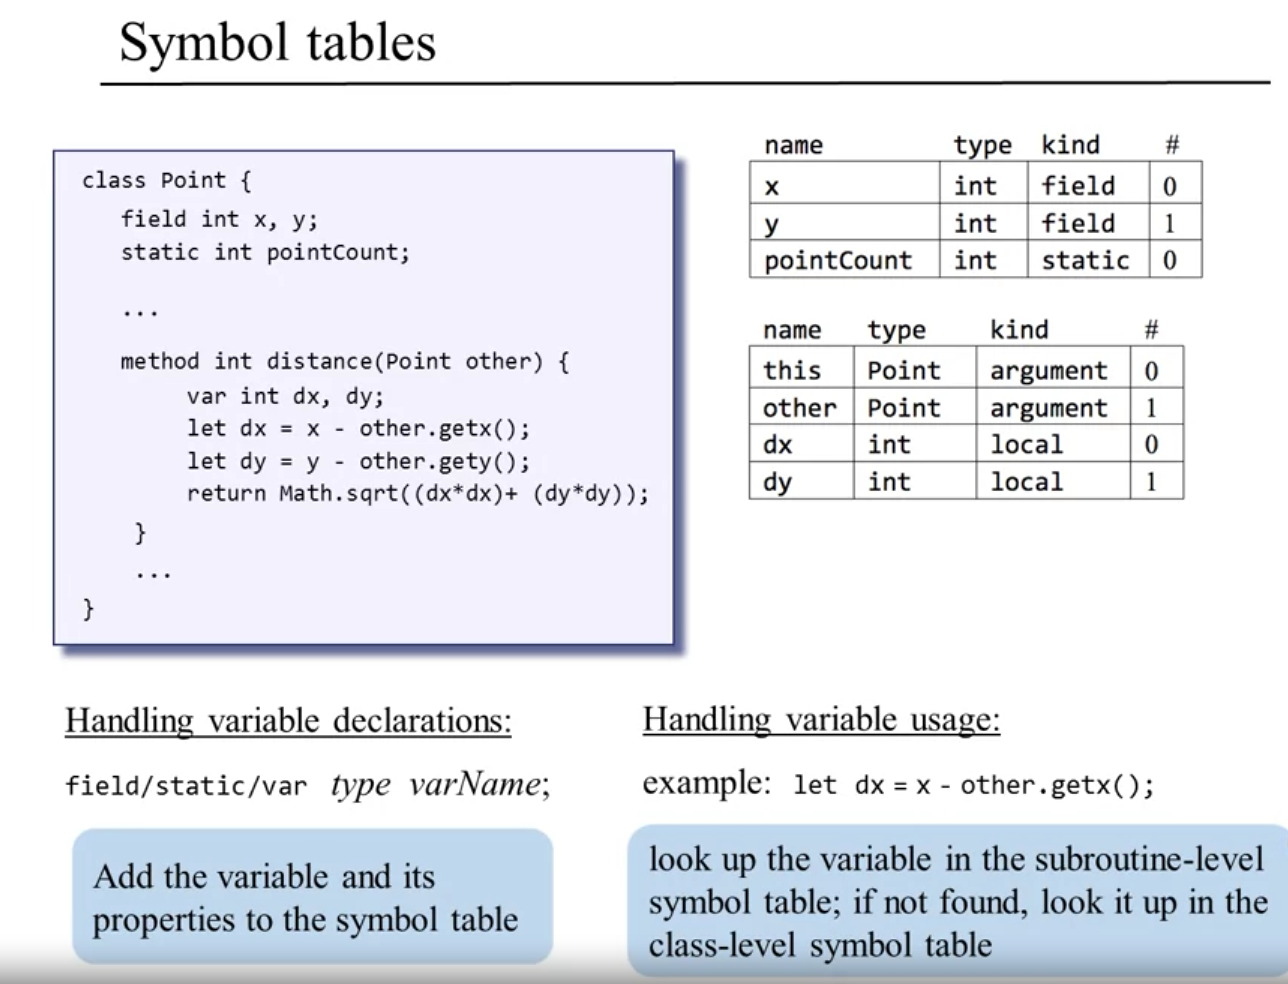 Symbol tables
class Point {
field int x, y;
static int pointCount;
...
method int distance(Point other) {
var int dx, dy;
let dx = x - other.getx();
let dy = y - other.gety();
return Math.sqrt((dx*dx)+ (dy*dy));
}
...
}
name type kind #
x int field 0
y int field 1
pointCount int static 0
name type kind #
this Point argument 0
other Point argument 1
dx int local 0
dy int local 1
Handling variable declarations:
field/static/var type varName;
Add the variable and its
properties to the symbol table
Handling variable usage:
example: let dx = x - other.getx();
look up the variable in the subroutine-level
symbol table; if not found, look it up in the
class-level symbol table